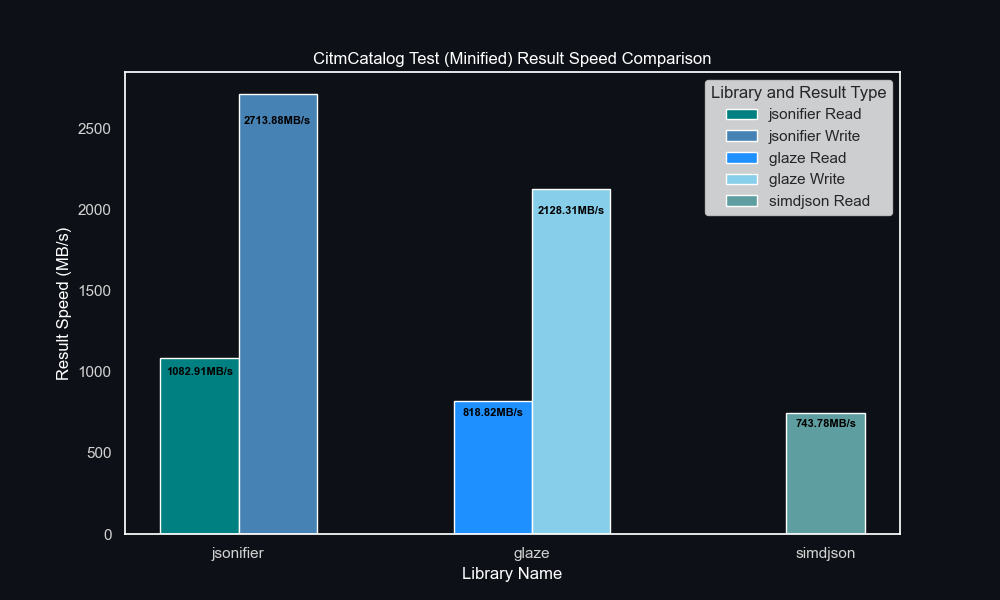 CitmCatalog Test (Minified) Result Speed Comparison
Library and Result Type
jsonifier Read
jsonifier Write
glaze Read
glaze Write
simdjson Read
Result Speed (MB/s)
2500
2000
1500
1000
500
0
2713.88MB/s
2128.31MB/s
1082.91MB/s
818.82MB/s
743.78MB/s
jsonifier
glaze
simdjson
Library Name